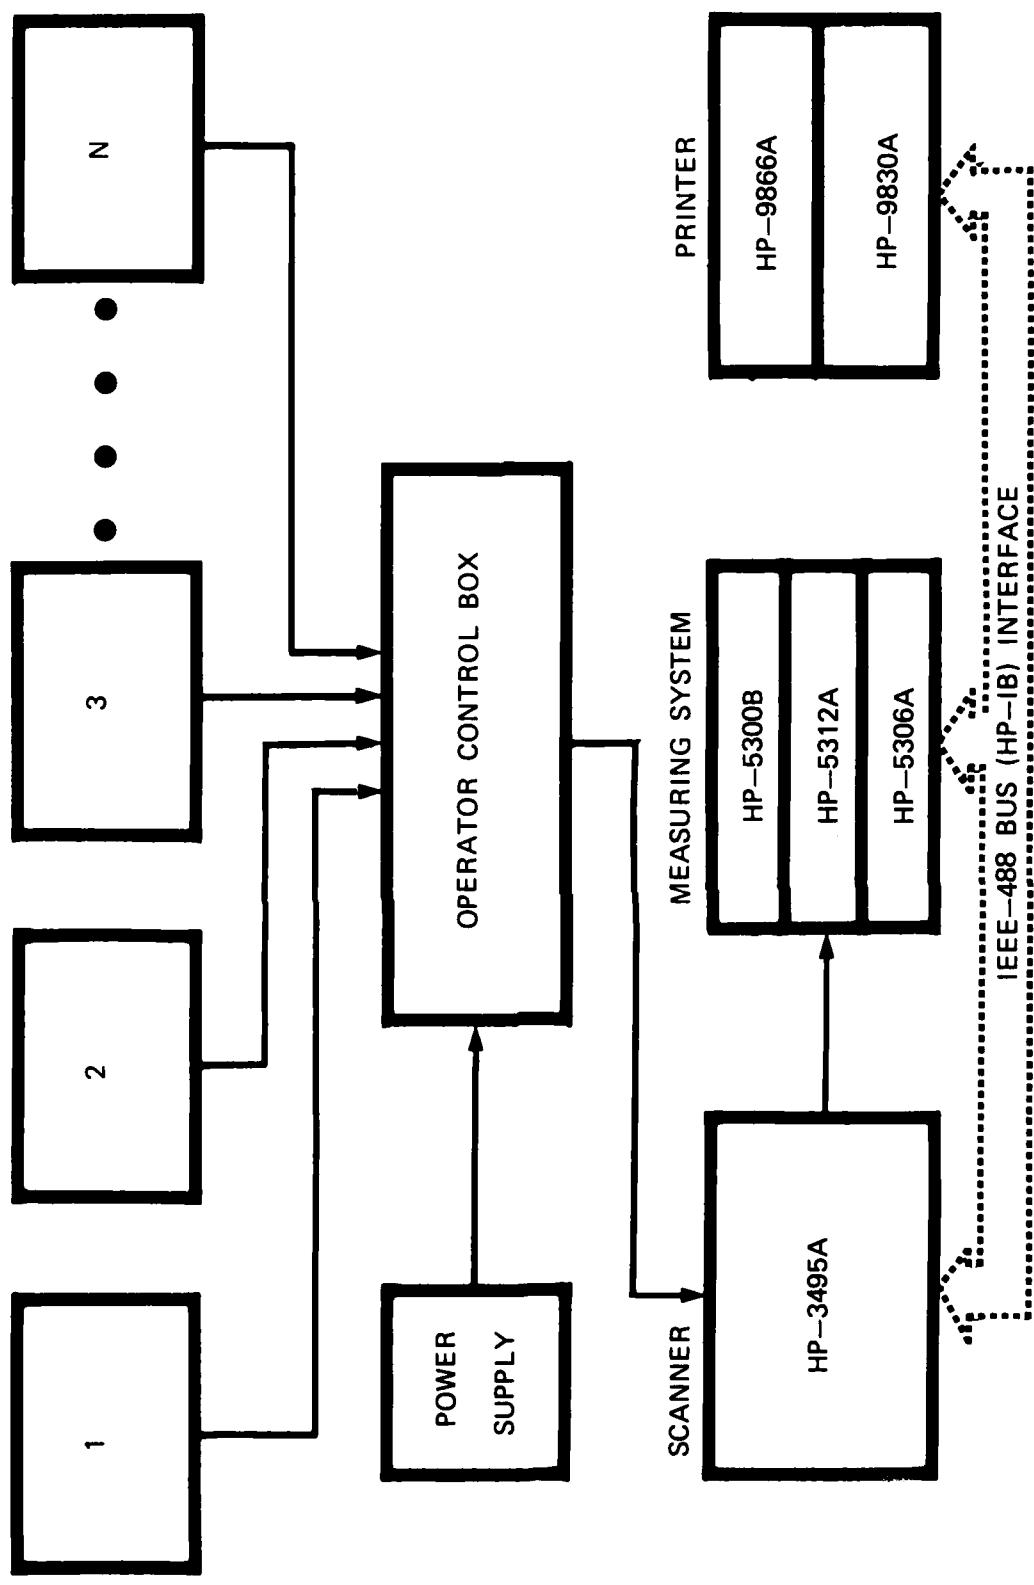 1
2
3
N
POWER
SUPPLY
OPERATOR CONTROL BOX
SCANNER
HP–3495A
MEASURING SYSTEM
HP–5300B
HP–5312A
HP–5306A
PRINTER
HP–9866A
HP–9830A
IEEE–488 BUS (HP–IB) INTERFACE